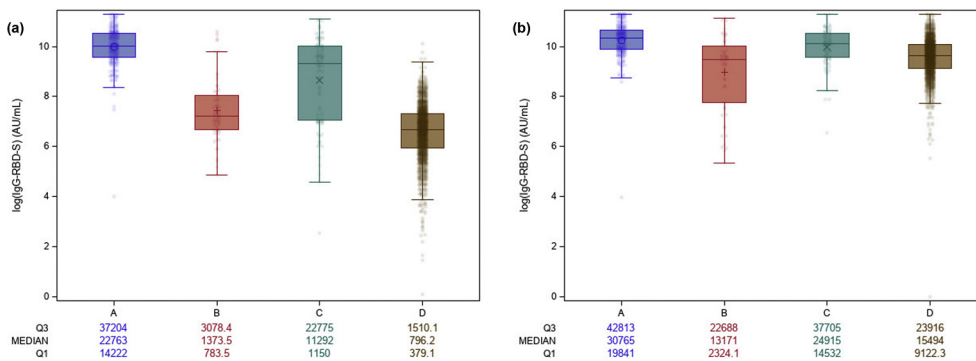 (a)
log(IgG-RBD-S) (AU/mL)
10
8
6
4
2
0
A B C D
Q3 37204 3078.4 22775 1510.1
MEDIAN 22763 1373.5 11292 796.2
Q1 14222 783.5 1150 379.1
(b)
log(IgG-RBD-S) (AU/mL)
10
8
6
4
2
0
A B C D
Q3 42813 22688 37705 23916
MEDIAN 30765 13171 24915 15494
Q1 19841 2324.1 14532 9122.3